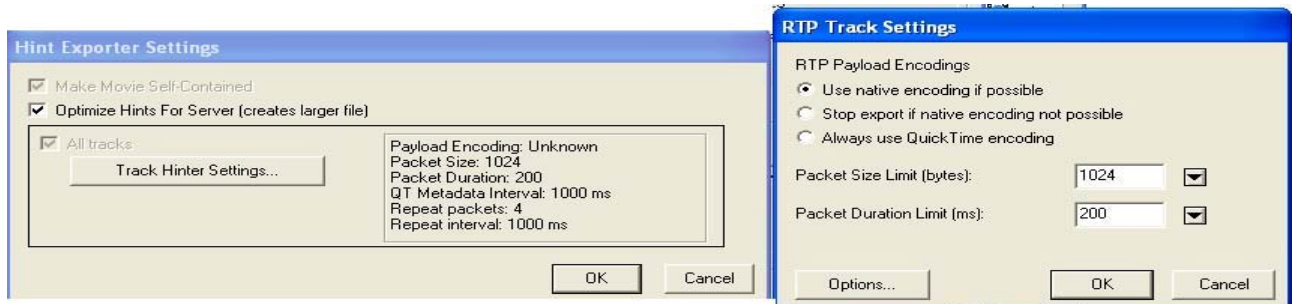 Hint Exporter Settings
Make Movie Self-Contained
Optimize Hints For Server (creates larger file)
All tracks
Track Hinter Settings...
Payload Encoding: Unknown
Packet Size: 1024
Packet Duration: 200
QT Metadata Interval: 1000 ms
Repeat packets: 4
Repeat interval: 1000 ms
OK
Cancel
RTP Track Settings
RTP Payload Encodings
Use native encoding if possible
Stop export if native encoding not possible
Always use QuickTime encoding
Packet Size Limit (bytes):
1024
Packet Duration Limit (ms):
200
Options...
OK
Cancel